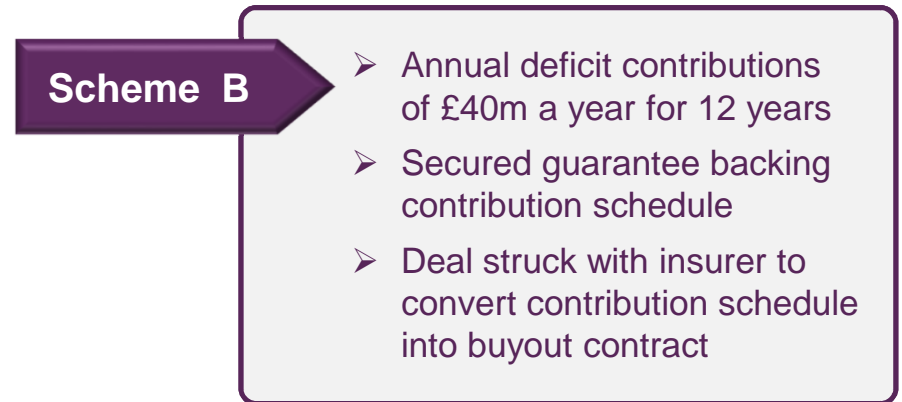 Scheme B
➢ Annual deficit contributions
of £40m a year for 12 years
➢ Secured guarantee backing
contribution schedule
➢ Deal struck with insurer to
convert contribution schedule
into buyout contract